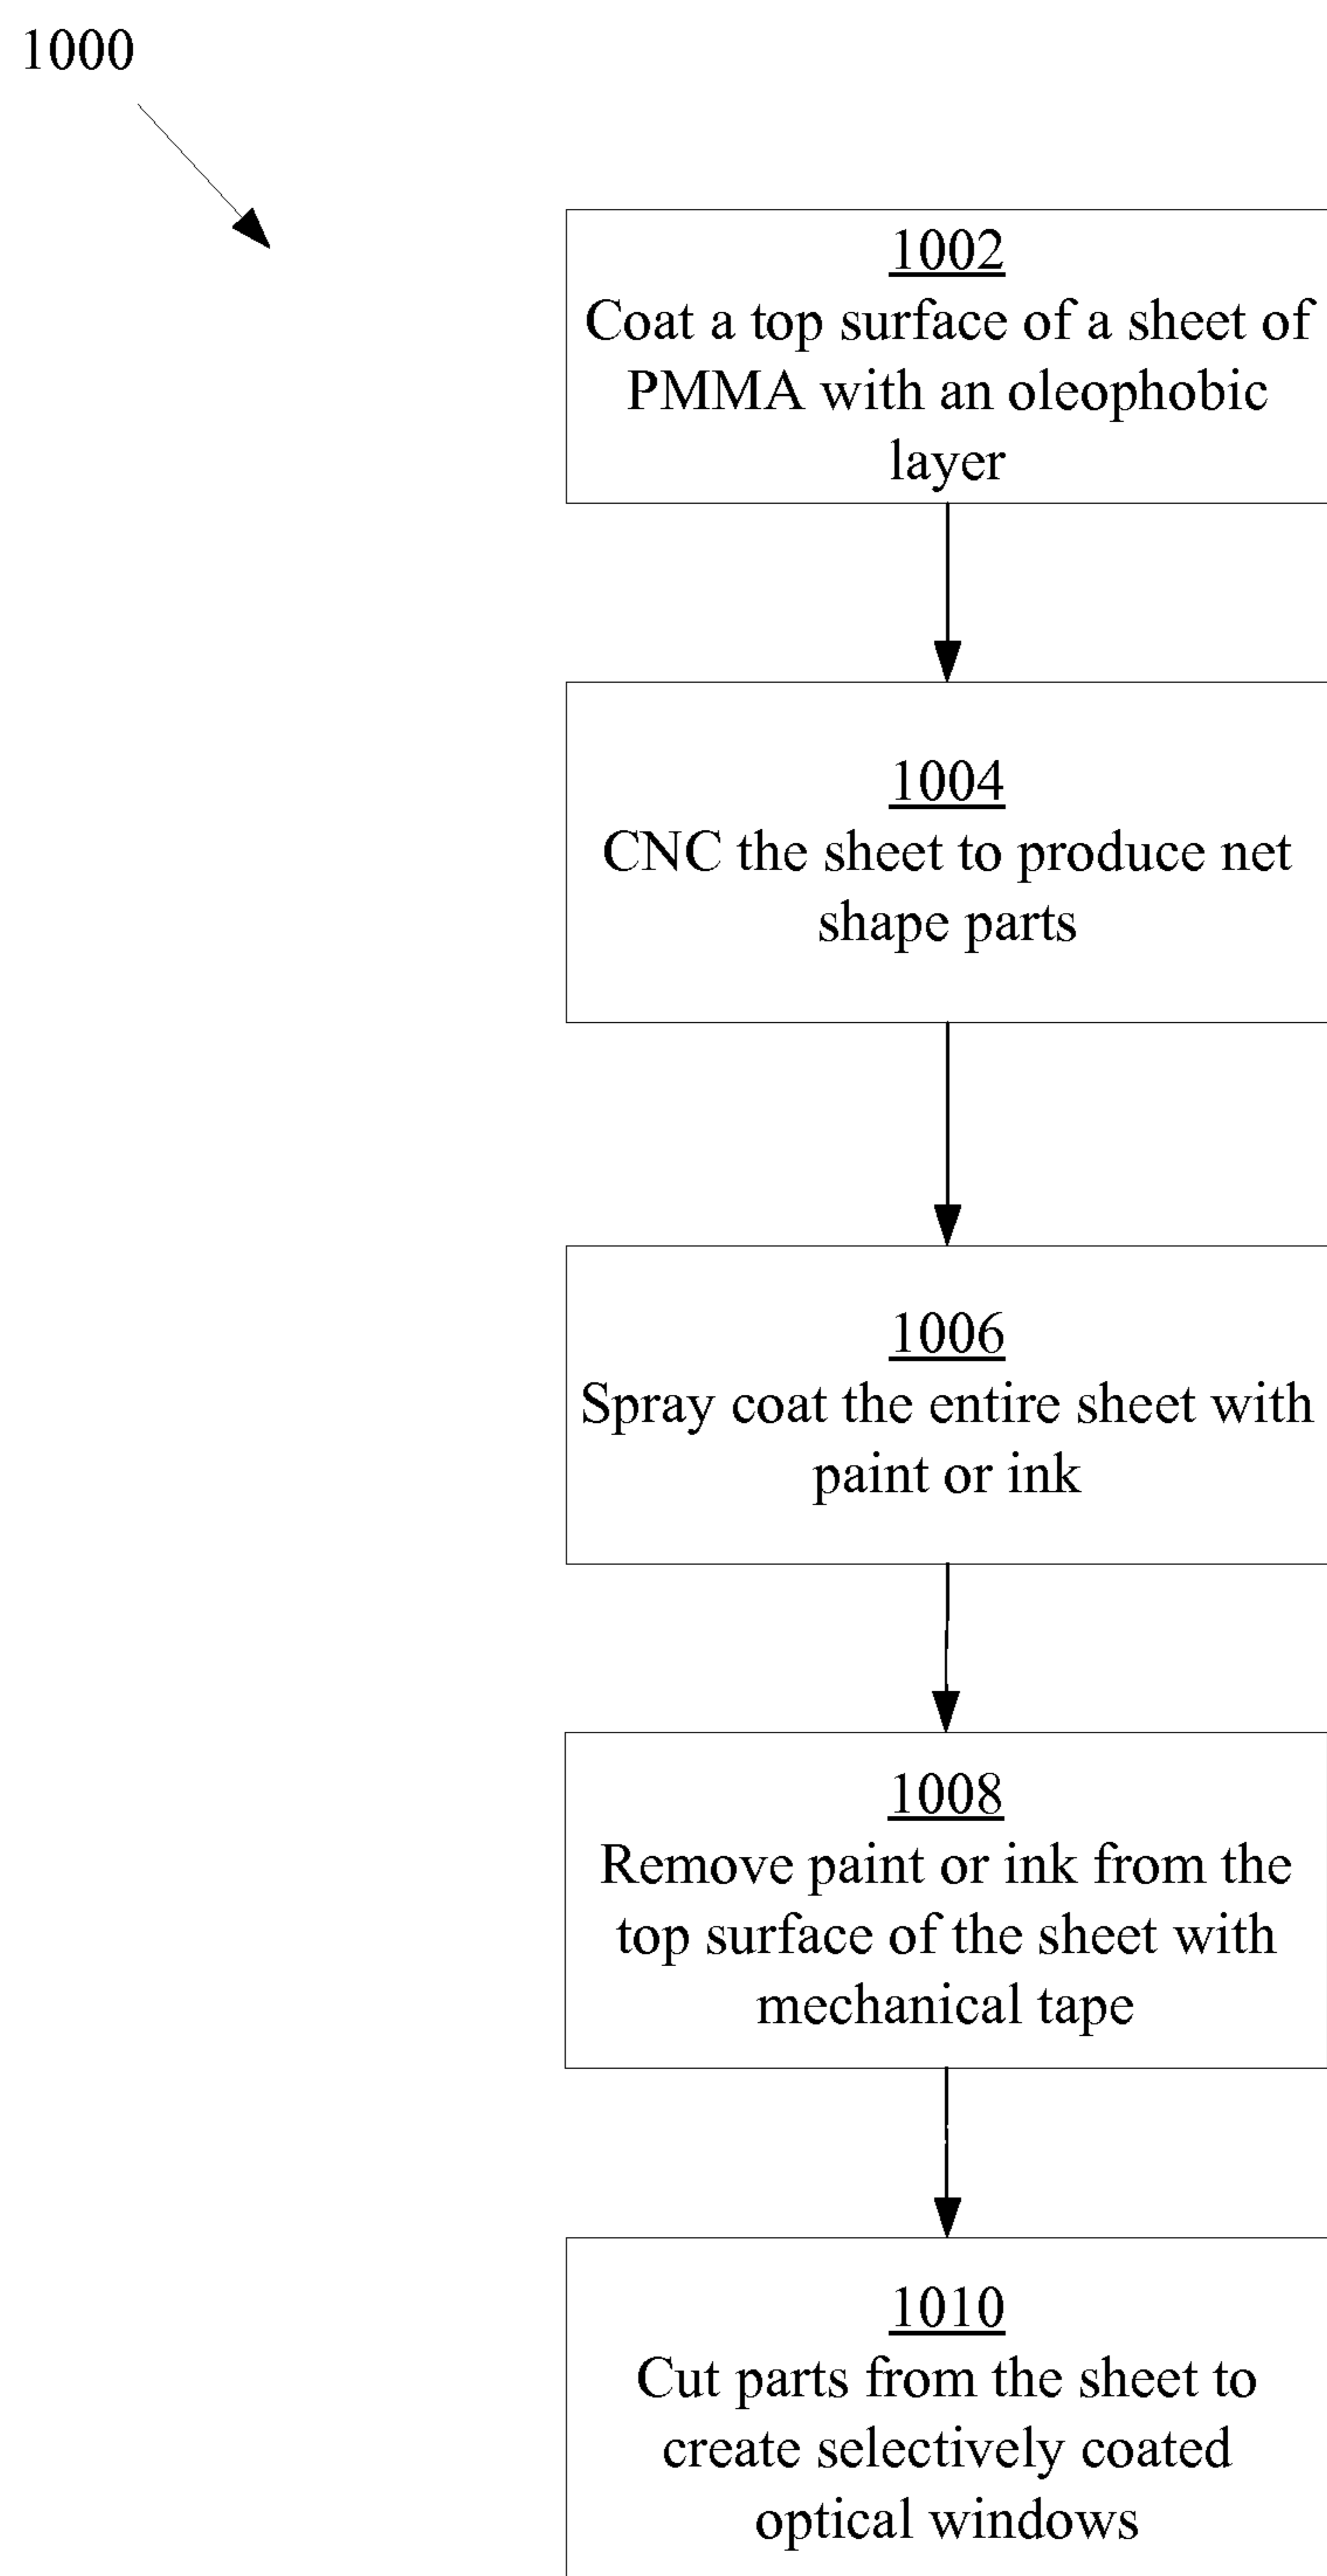 1000
1002
Coat a top surface of a sheet of
PMMA with an oleophobic
layer
1004
CNC the sheet to produce net
shape parts
1006
Spray coat the entire sheet with
paint or ink
1008
Remove paint or ink from the
top surface of the sheet with
mechanical tape
1010
Cut parts from the sheet to
create selectively coated
optical windows